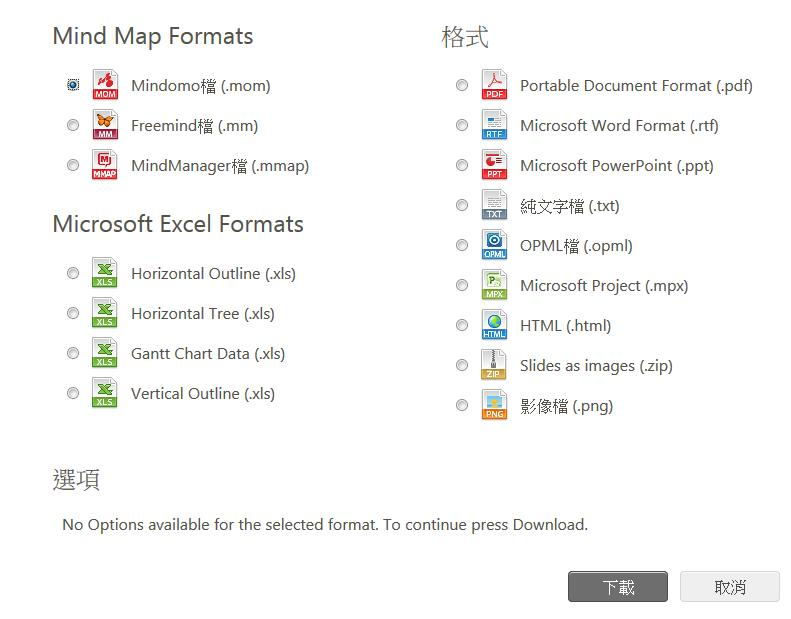 Mind Map Formats
MOM Mindomo檔 (.mom)
MM Freemind檔 (.mm)
MMAP MindManager檔 (.mmap)
Microsoft Excel Formats
XLS Horizontal Outline (.xls)
XLS Horizontal Tree (.xls)
XLS Gantt Chart Data (.xls)
XLS Vertical Outline (.xls)
格式
PDF Portable Document Format (.pdf)
RTF Microsoft Word Format (.rtf)
PPT Microsoft PowerPoint (.ppt)
TXT 純文字檔 (.txt)
OPML OPML檔 (.opml)
MPX Microsoft Project (.mpx)
HTML HTML (.html)
ZIP Slides as images (.zip)
PNG 影像檔 (.png)
選項
No Options available for the selected format. To continue press Download.
下載 取消